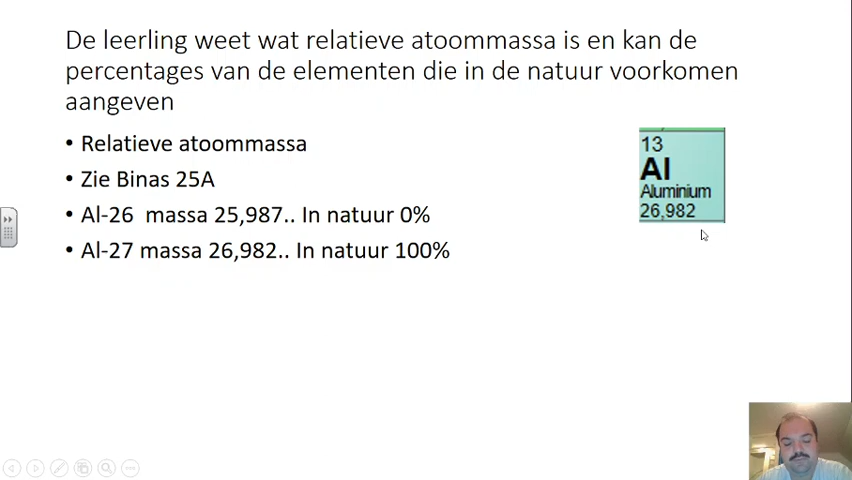 De leerling weet wat relatieve atoommassa is en kan de
percentages van de elementen die in de natuur voorkomen
aangeven
• Relatieve atoommassa
• Zie Binas 25A
• Al-26 massa 25,987.. In natuur 0%
• Al-27 massa 26,982.. In natuur 100%
13
Al
Aluminium
26,982